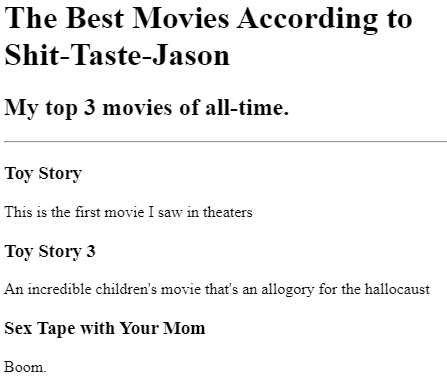 The Best Movies According to
Shit-Taste-Jason
My top 3 movies of all-time.
Toy Story
This is the first movie I saw in theaters
Toy Story 3
An incredible children's movie that's an allogory for the hallocaust
Sex Tape with Your Mom
Boom.